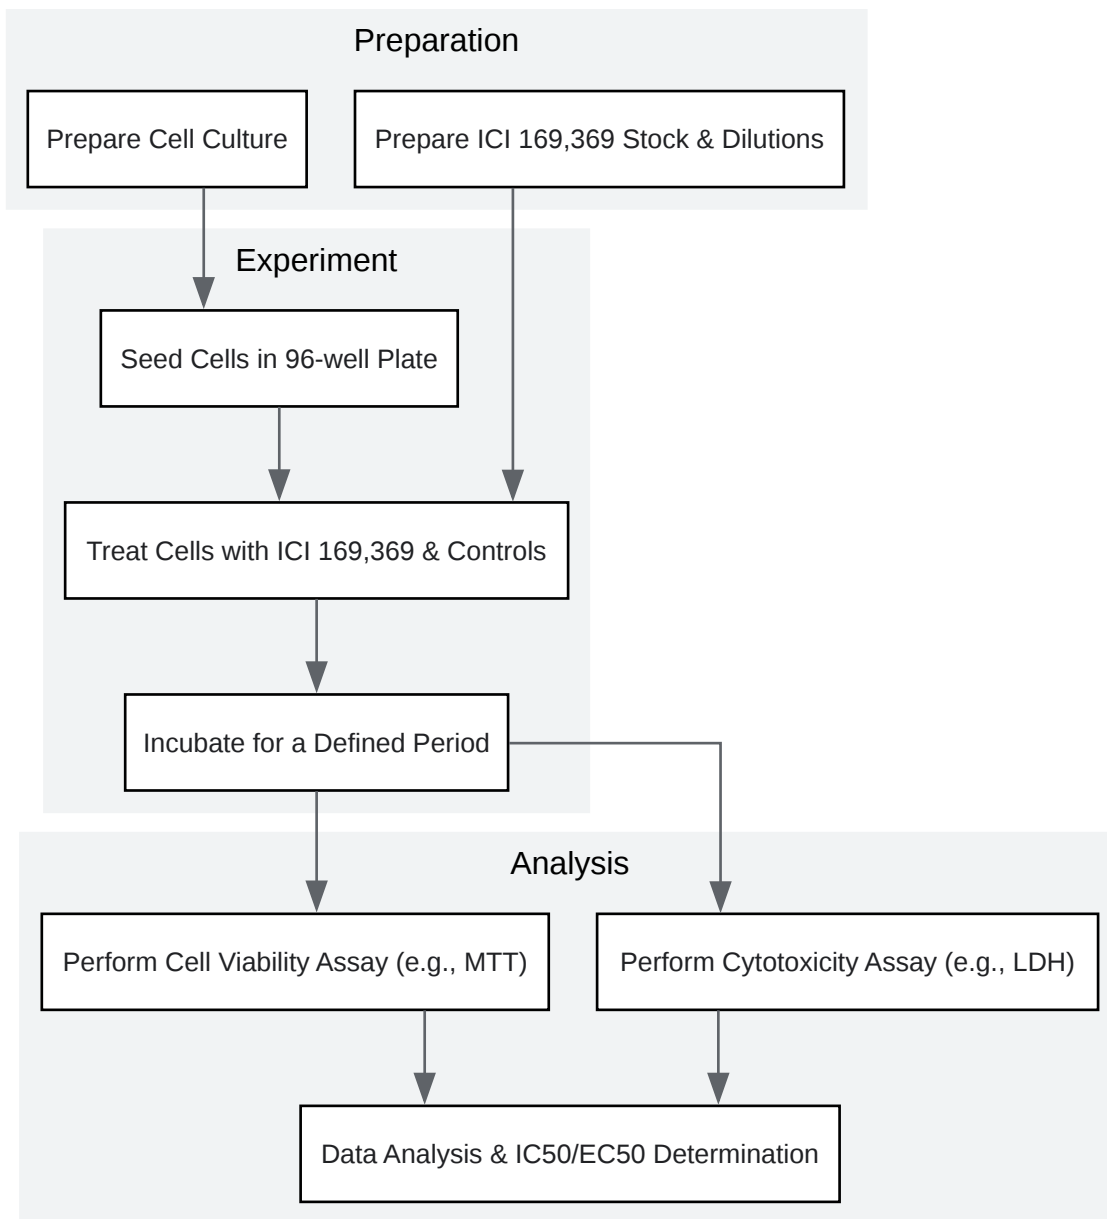 Preparation
Prepare Cell Culture
Prepare ICI 169,369 Stock & Dilutions
Experiment
Seed Cells in 96-well Plate
Treat Cells with ICI 169,369 & Controls
Incubate for a Defined Period
Analysis
Perform Cell Viability Assay (e.g., MTT)
Perform Cytotoxicity Assay (e.g., LDH)
Data Analysis & IC50/EC50 Determination